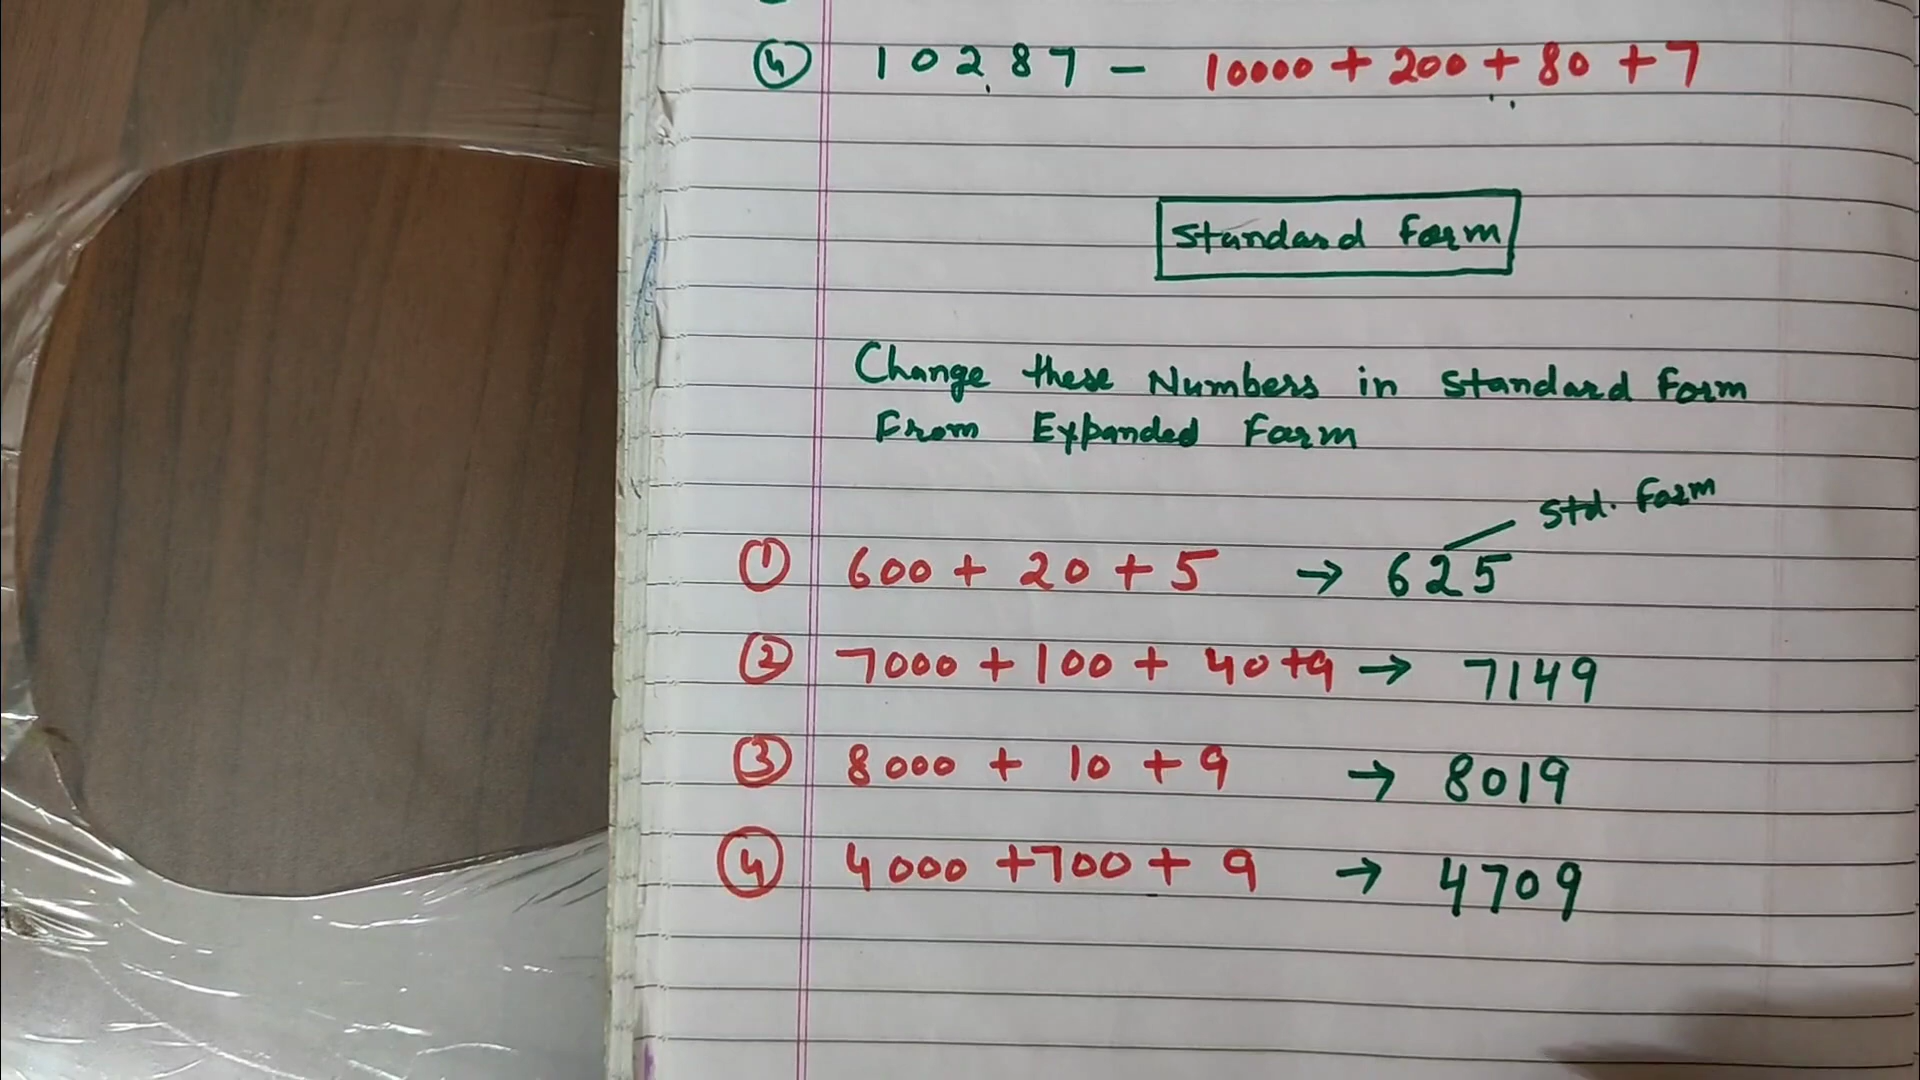 ④ 10287 - 10000 + 200 + 80 + 7
Standard Form
Change these Numbers in Standard Form
From Expanded Form
Std. Form
① 600 + 20 + 5 → 625
② 7000 + 100 + 40 + 9 → 7149
③ 8000 + 10 + 9 → 8019
④ 4000 + 700 + 9 → 4709